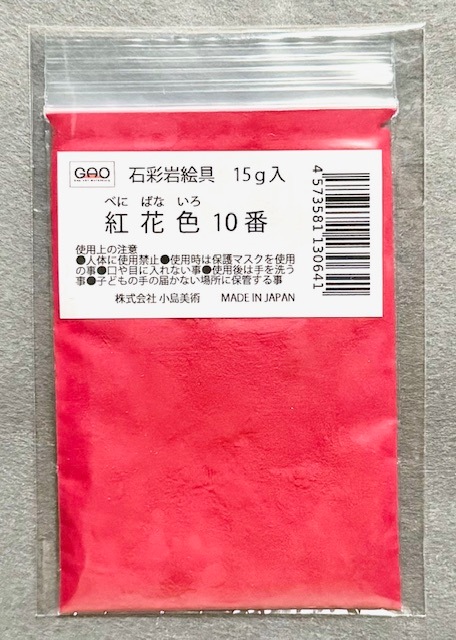 GAO 石彩岩絵具 15g入
べに ばな いろ
紅花色10番
使用上の注意
●人体に使用禁止●使用時は保護マスクを使用
の事●口や目に入れない事●使用後は手を洗う
事●子どもの手の届かない場所に保管する事
株式会社 小島美術 MADE IN JAPAN
4573581130641